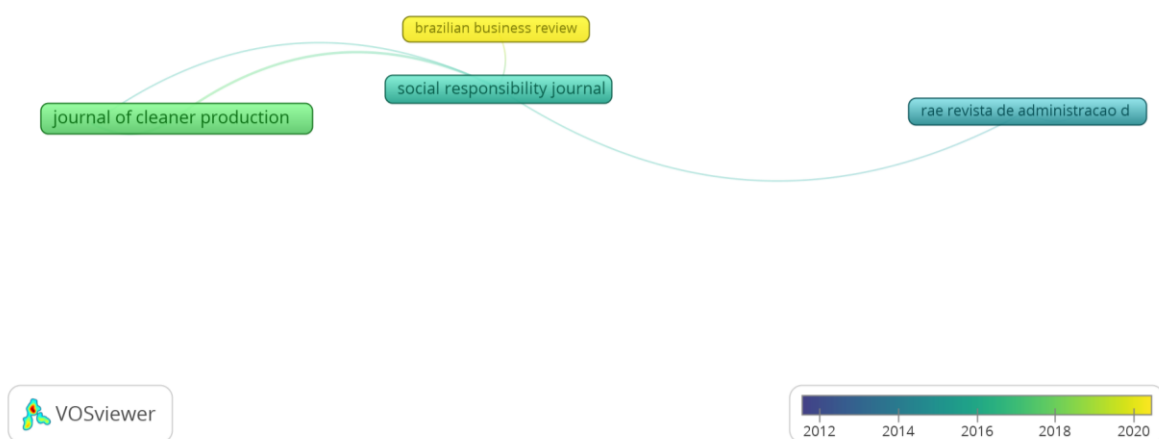 brazilian business review
social responsibility journal
journal of cleaner production
rae revista de administracao d
VOSviewer
2012 2014 2016 2018 2020